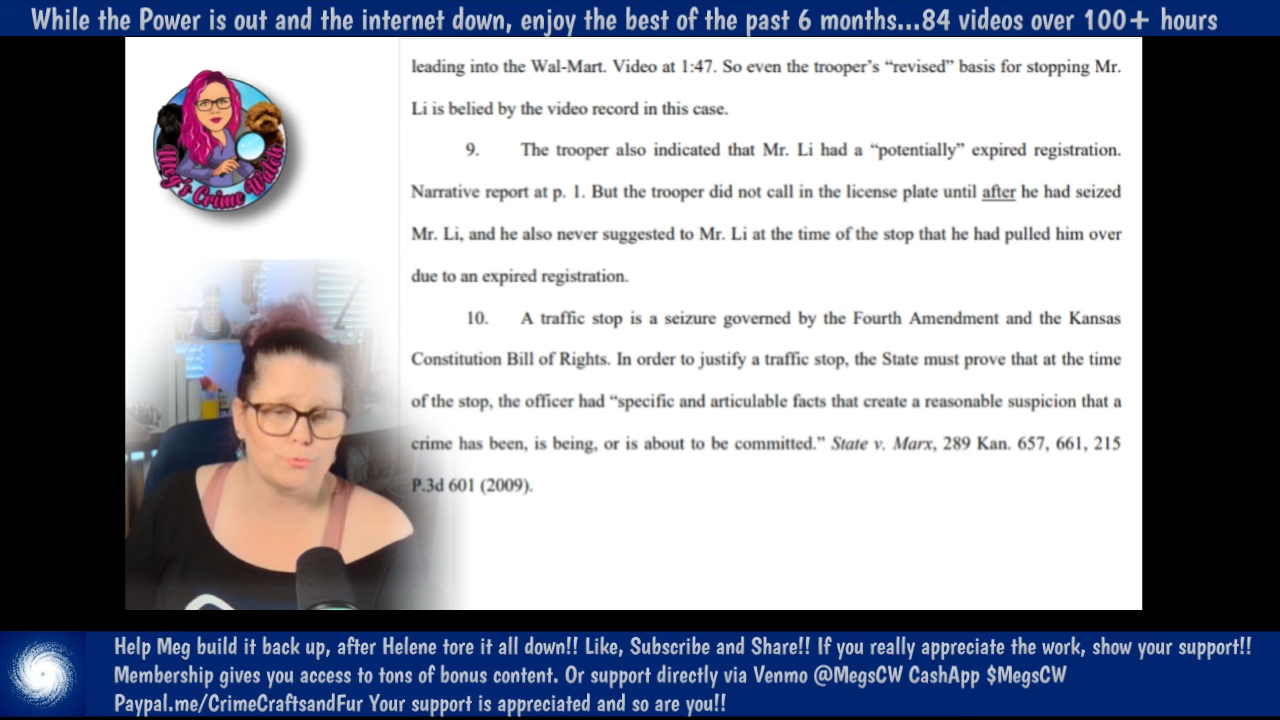 While the Power is out and the internet down, enjoy the best of the past 6 months...84 videos over 100+ hours
Meg's Crime Watch
leading into the Wal-Mart. Video at 1:47. So even the trooper's “revised” basis for stopping Mr.
Li is belied by the video record in this case.
9. The trooper also indicated that Mr. Li had a “potentially” expired registration.
Narrative report at p. 1. But the trooper did not call in the license plate until after he had seized
Mr. Li, and he also never suggested to Mr. Li at the time of the stop that he had pulled him over
due to an expired registration.
10. A traffic stop is a seizure governed by the Fourth Amendment and the Kansas
Constitution Bill of Rights. In order to justify a traffic stop, the State must prove that at the time
of the stop, the officer had “specific and articulable facts that create a reasonable suspicion that a
crime has been, is being, or is about to be committed.” State v. Marx, 289 Kan. 657, 661, 215
P.3d 601 (2009).
Help Meg build it back up, after Helene tore it all down!! Like, Subscribe and Share!! If you really appreciate the work, show your support!!
Membership gives you access to tons of bonus content. Or support directly via Venmo @MegsCW CashApp $MegsCW
Paypal.me/CrimeCraftsandFur Your support is appreciated and so are you!!